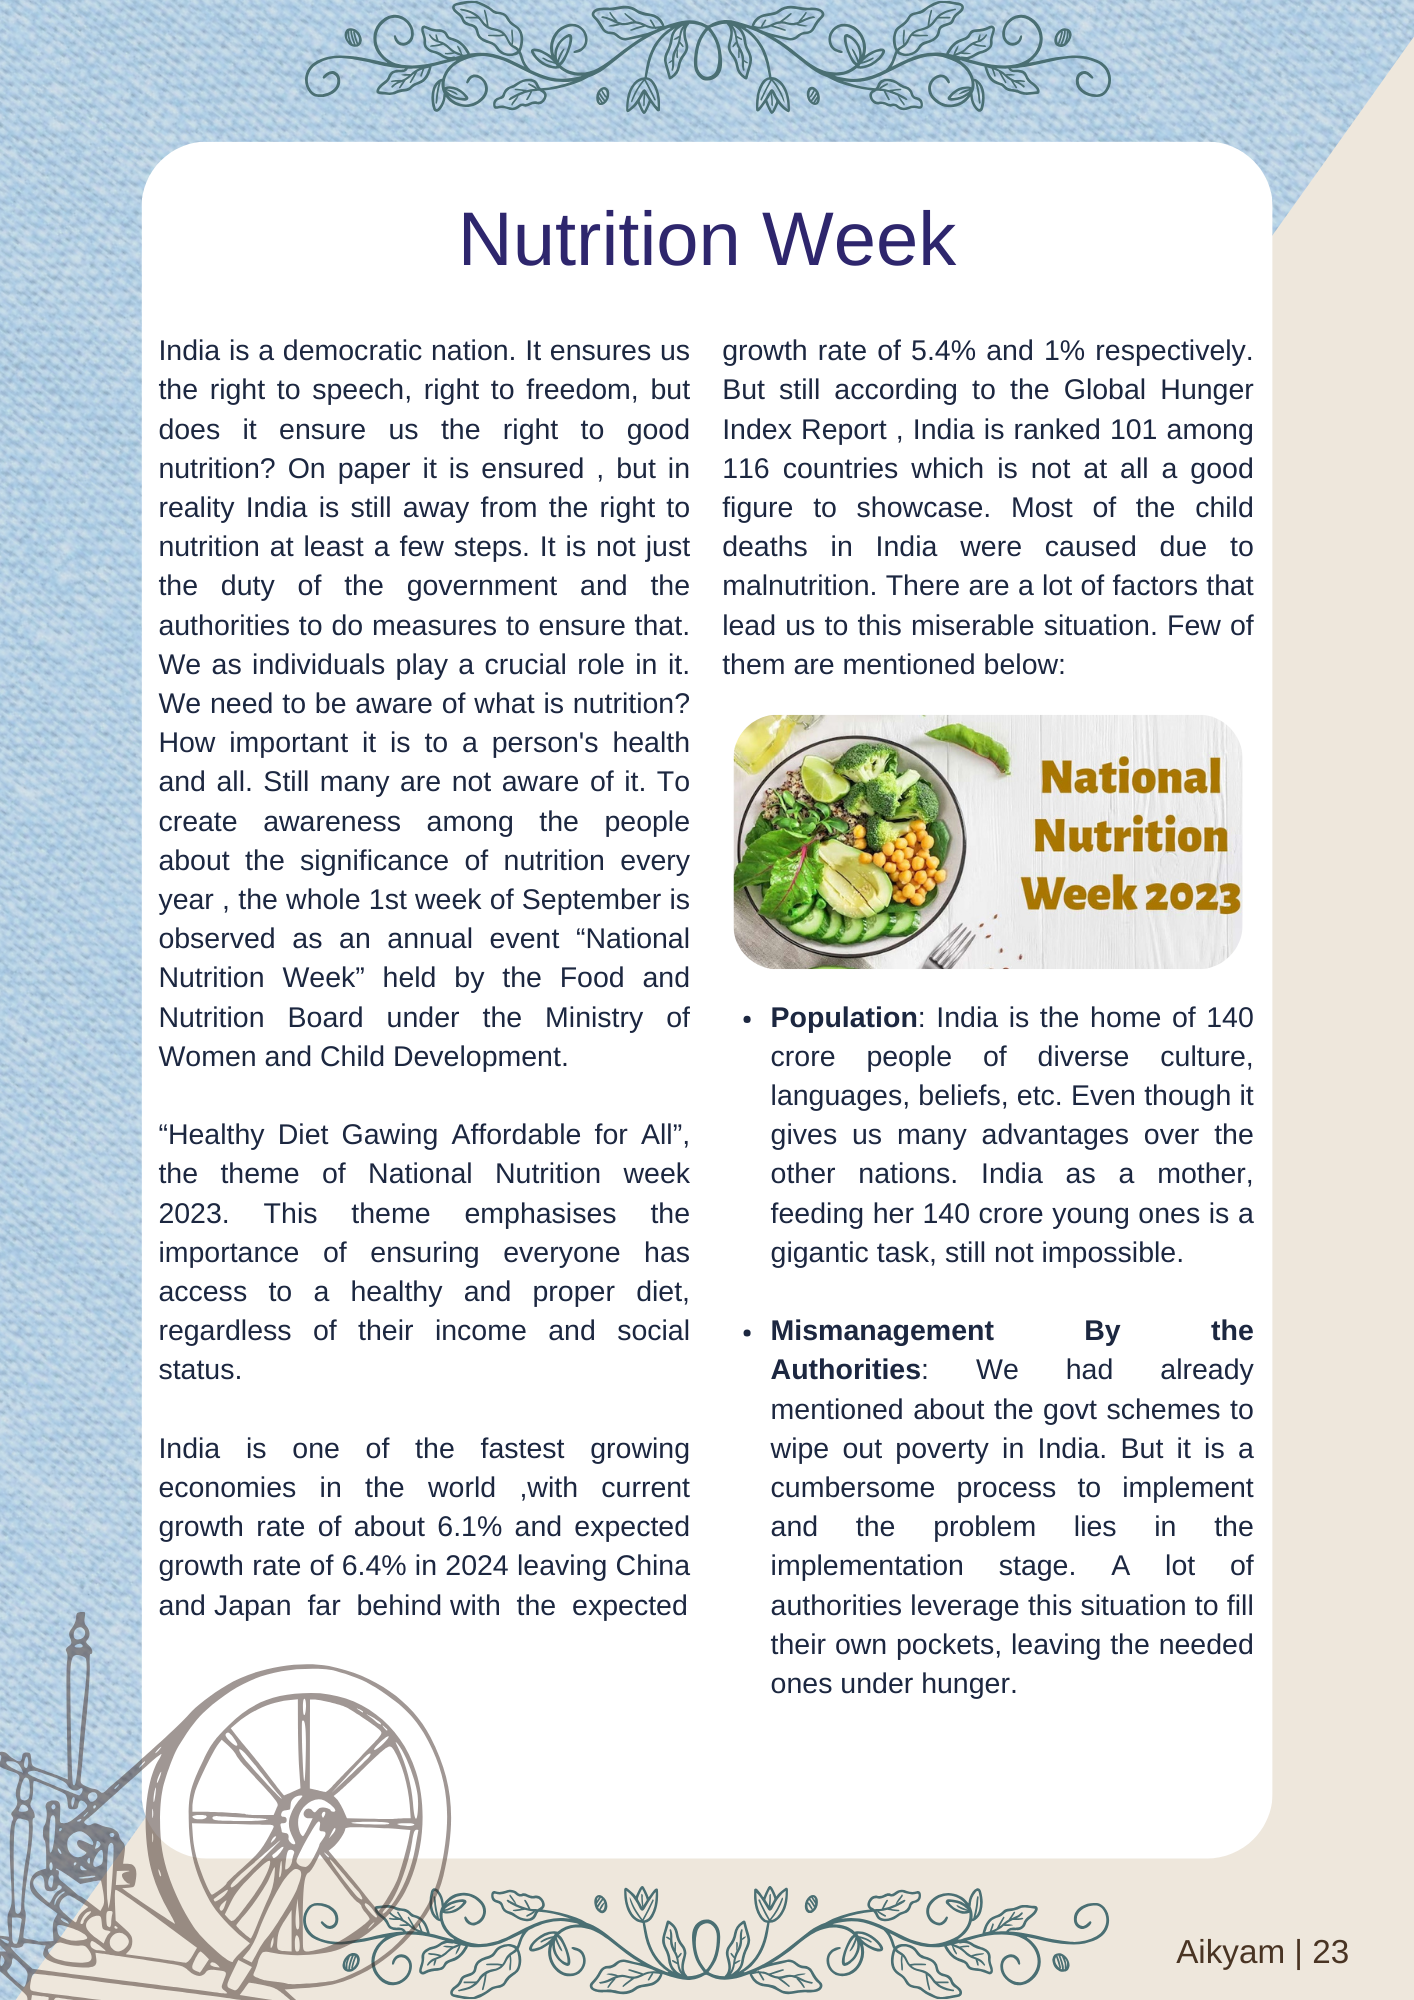 Nutrition Week
India is a democratic nation. It ensures us
the right to speech, right to freedom, but
does it ensure us the right to good
nutrition? On paper it is ensured , but in
reality India is still away from the right to
nutrition at least a few steps. It is not just
the duty of the government and the
authorities to do measures to ensure that.
We as individuals play a crucial role in it.
We need to be aware of what is nutrition?
How important it is to a person's health
and all. Still many are not aware of it. To
create awareness among the people
about the significance of nutrition every
year , the whole 1st week of September is
observed as an annual event “National
Nutrition Week” held by the Food and
Nutrition Board under the Ministry of
Women and Child Development.
“Healthy Diet Gawing Affordable for All”,
the theme of National Nutrition week
2023. This theme emphasises the
importance of ensuring everyone has
access to a healthy and proper diet,
regardless of their income and social
status.
India is one of the fastest growing
economies in the world ,with current
growth rate of about 6.1% and expected
growth rate of 6.4% in 2024 leaving China
and Japan far behind with the expected
growth rate of 5.4% and 1% respectively.
But still according to the Global Hunger
Index Report , India is ranked 101 among
116 countries which is not at all a good
figure to showcase. Most of the child
deaths in India were caused due to
malnutrition. There are a lot of factors that
lead us to this miserable situation. Few of
them are mentioned below:
National
Nutrition
Week 2023
• Population: India is the home of 140
crore people of diverse culture,
languages, beliefs, etc. Even though it
gives us many advantages over the
other nations. India as a mother,
feeding her 140 crore young ones is a
gigantic task, still not impossible.
• Mismanagement By the
Authorities: We had already
mentioned about the govt schemes to
wipe out poverty in India. But it is a
cumbersome process to implement
and the problem lies in the
implementation stage. A lot of
authorities leverage this situation to fill
their own pockets, leaving the needed
ones under hunger.
Aikyam | 23